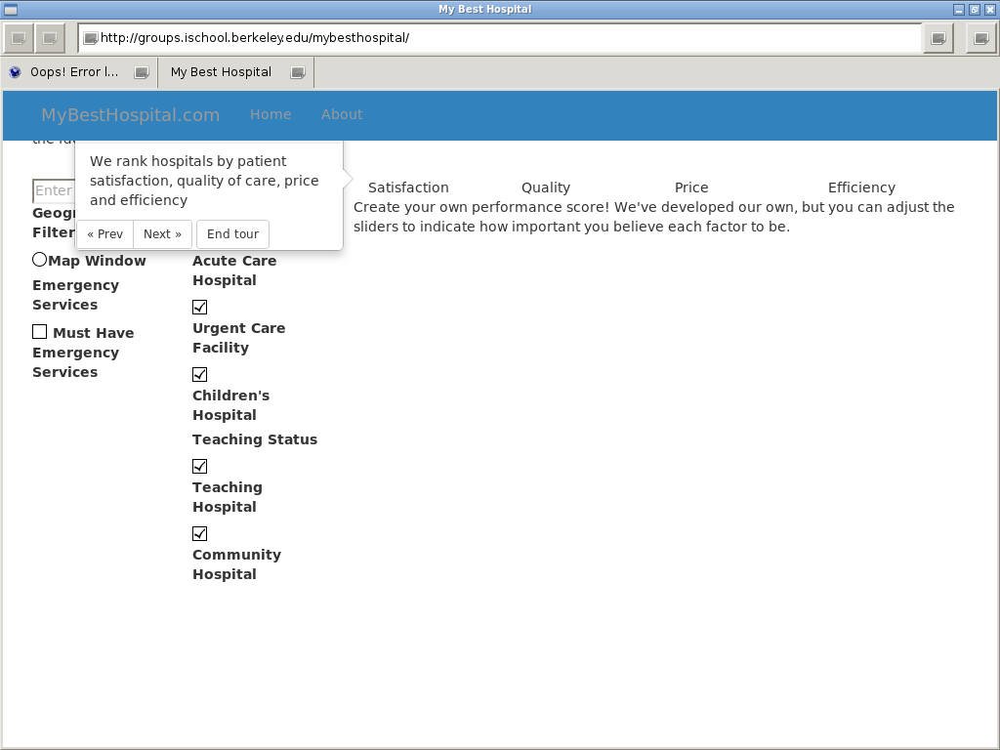 My Best Hospital
http://groups.ischool.berkeley.edu/mybesthospital/
Oops! Error l...
My Best Hospital
MyBestHospital.com
Home
About
We rank hospitals by patient
satisfaction, quality of care, price
and efficiency
« Prev
Next »
End tour
Enter
Filter
Map Window
Emergency
Services
Must Have
Emergency
Services
Acute Care
Hospital
Urgent Care
Facility
Children's
Hospital
Teaching Status
Teaching
Hospital
Community
Hospital
Satisfaction
Quality
Price
Efficiency
Create your own performance score! We've developed our own, but you can adjust the
sliders to indicate how important you believe each factor to be.